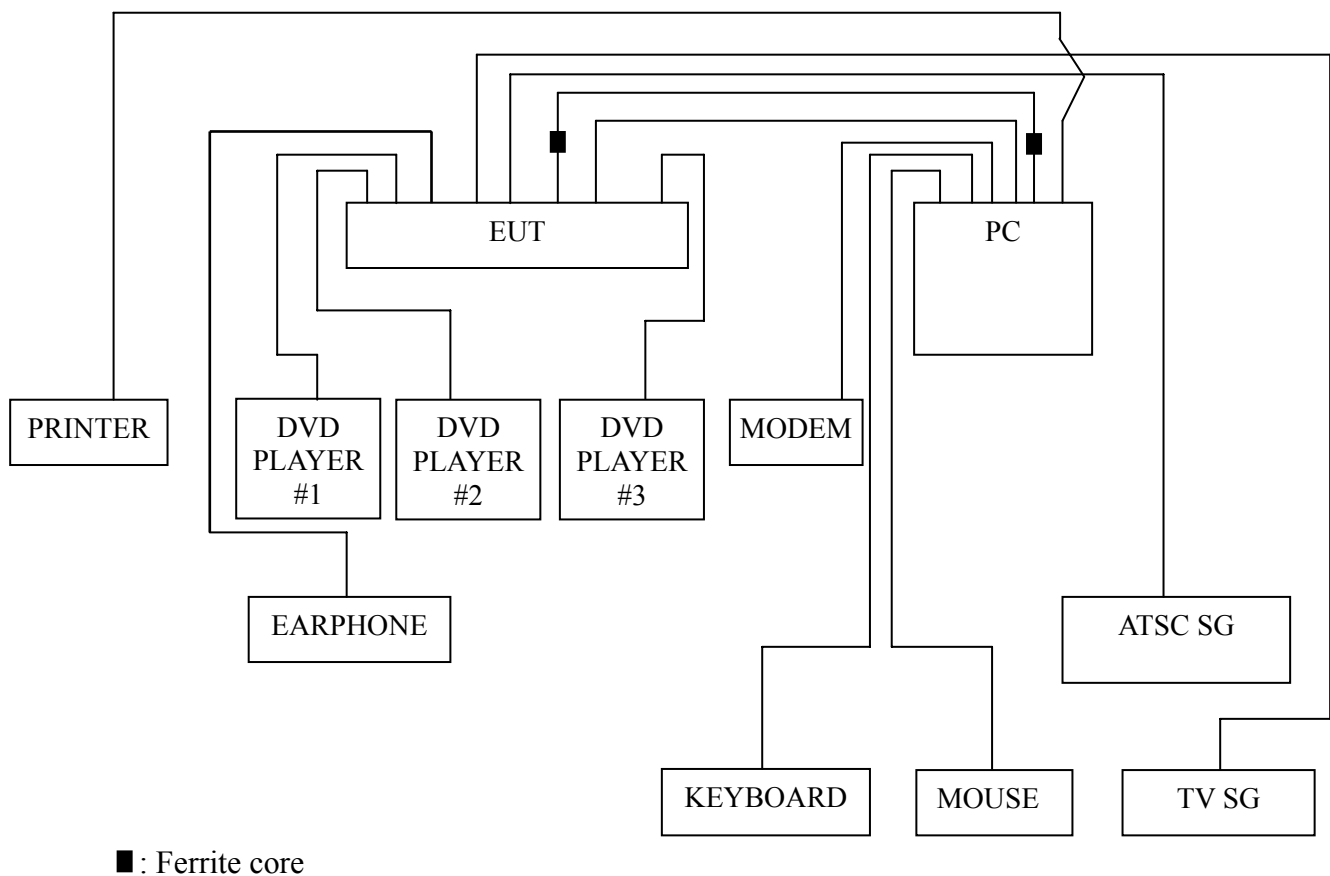 EUT
PC
PRINTER
DVD
PLAYER
#1
DVD
PLAYER
#2
DVD
PLAYER
#3
MODEM
EARPHONE
ATSC SG
KEYBOARD
MOUSE
TV SG
: Ferrite core